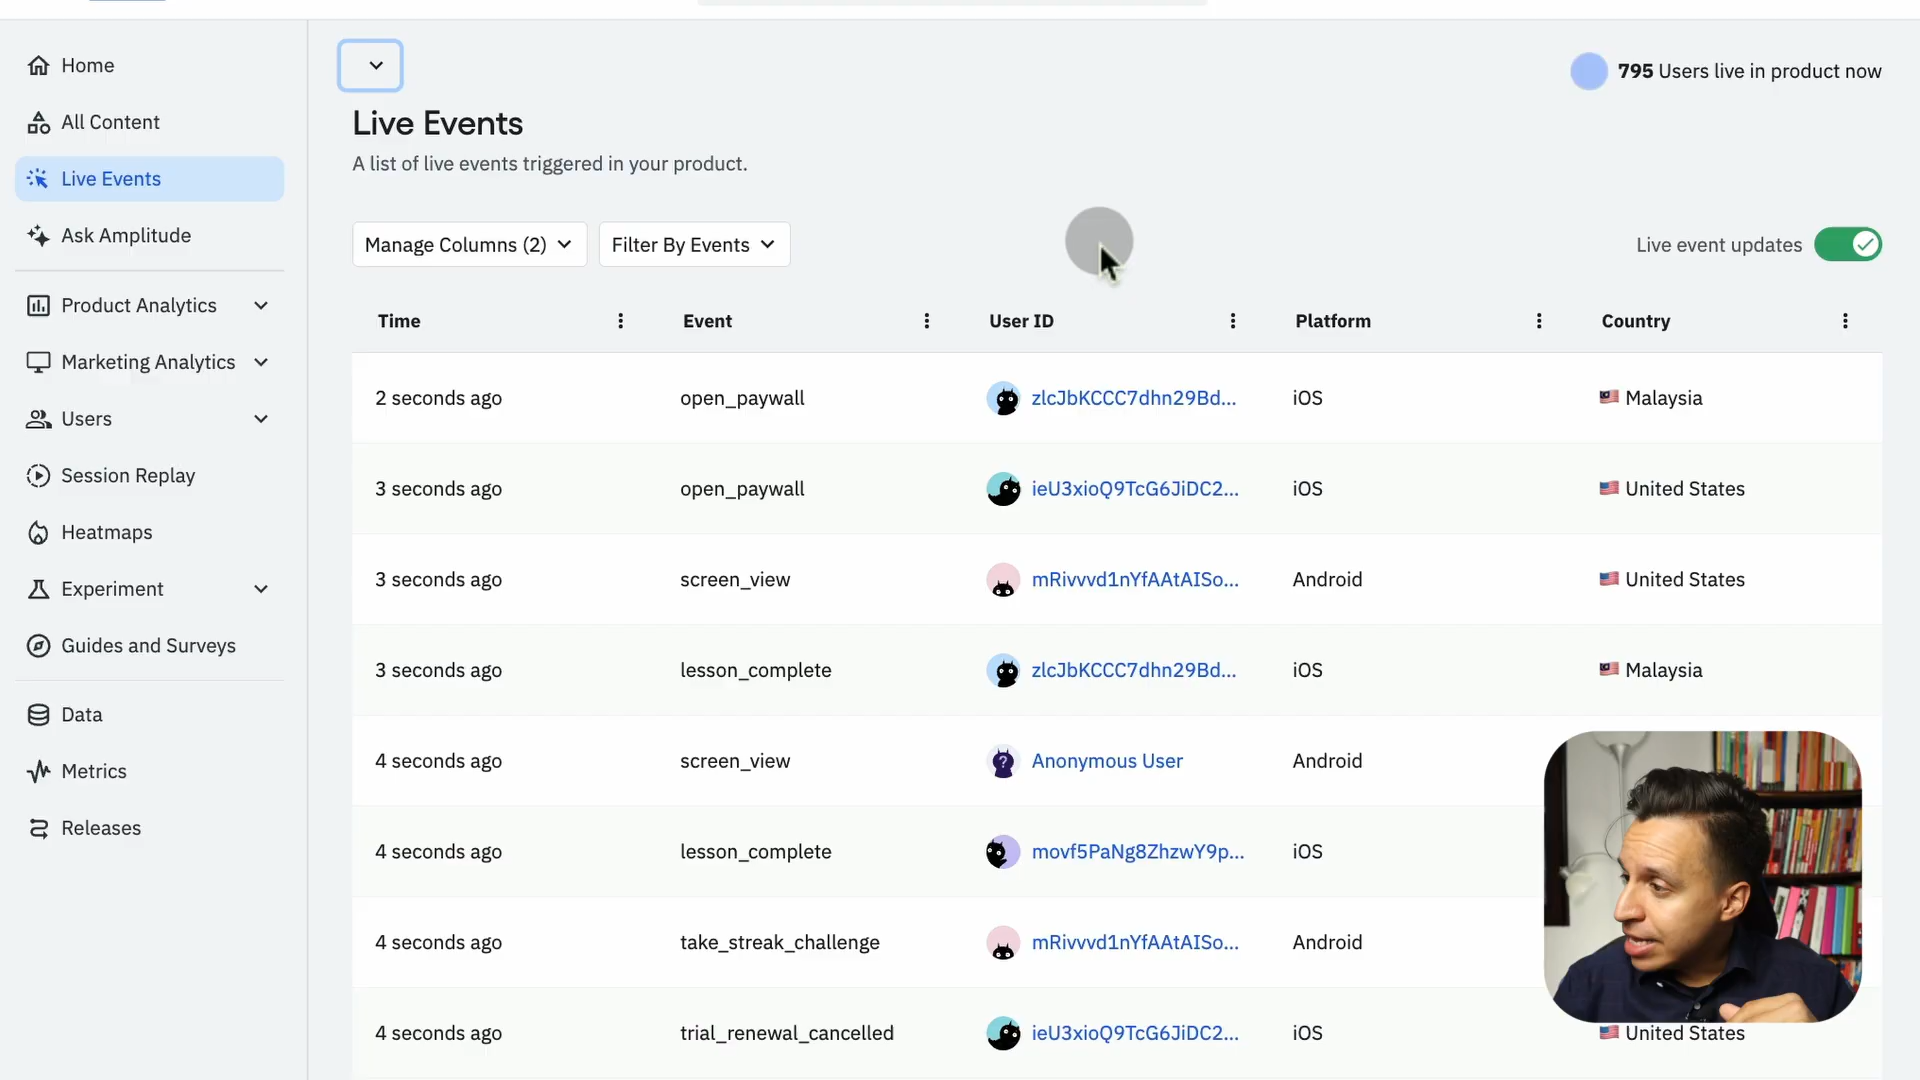 Home
All Content
Live Events
Ask Amplitude
Product Analytics
Marketing Analytics
Users
Session Replay
Heatmaps
Experiment
Guides and Surveys
Data
Metrics
Releases
795 Users live in product now
Live Events
A list of live events triggered in your product.
Manage Columns (2) Filter By Events Live event updates
Time Event User ID Platform Country
2 seconds ago open_paywall zlcJbKCCC7dhn29Bd... iOS Malaysia
3 seconds ago open_paywall ieU3xioQ9TcG6JiDC2... iOS United States
3 seconds ago screen_view mRivvvd1nYfAAtAISo... Android United States
3 seconds ago lesson_complete zlcJbKCCC7dhn29Bd... iOS Malaysia
4 seconds ago screen_view Anonymous User Android
4 seconds ago lesson_complete movf5PaNg8ZhzwY9p... iOS
4 seconds ago take_streak_challenge mRivvvd1nYfAAtAISo... Android
4 seconds ago trial_renewal_cancelled ieU3xioQ9TcG6JiDC2... iOS United States